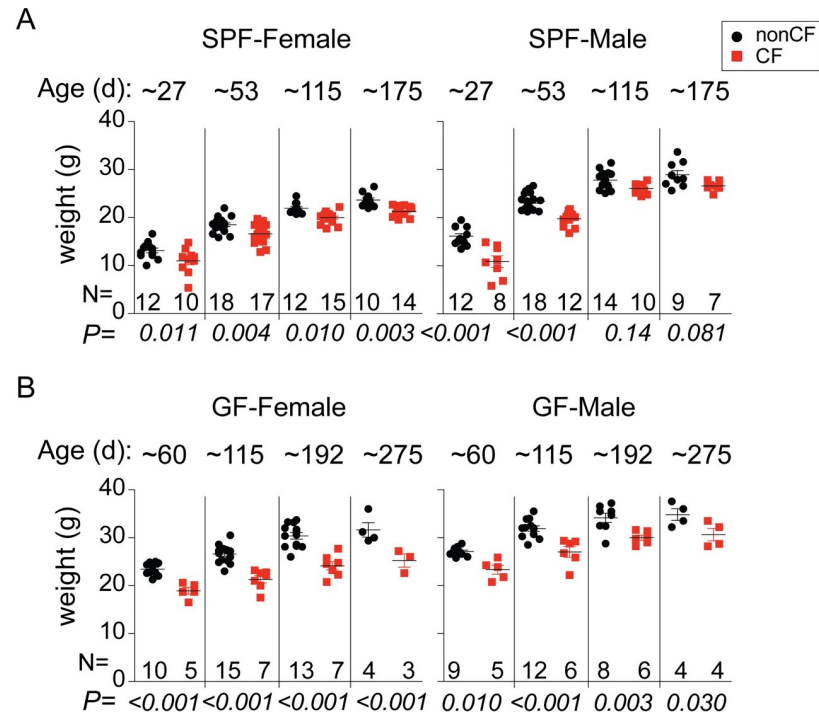 A
SPF-Female SPF-Male
nonCF
CF
Age (d): ~27 ~53 ~115 ~175 ~27 ~53 ~115 ~175
40
30
20
10
0
weight (g)
N= 12 10 18 17 12 15 10 14 12 8 18 12 14 10 9 7
P= 0.011 0.004 0.010 0.003 <0.001 <0.001 0.14 0.081
B
GF-Female GF-Male
Age (d): ~60 ~115 ~192 ~275 ~60 ~115 ~192 ~275
40
30
20
10
0
weight (g)
N= 10 5 15 7 13 7 4 3 9 5 12 6 8 6 4 4
P= <0.001 <0.001 <0.001 <0.001 0.010 <0.001 0.003 0.030